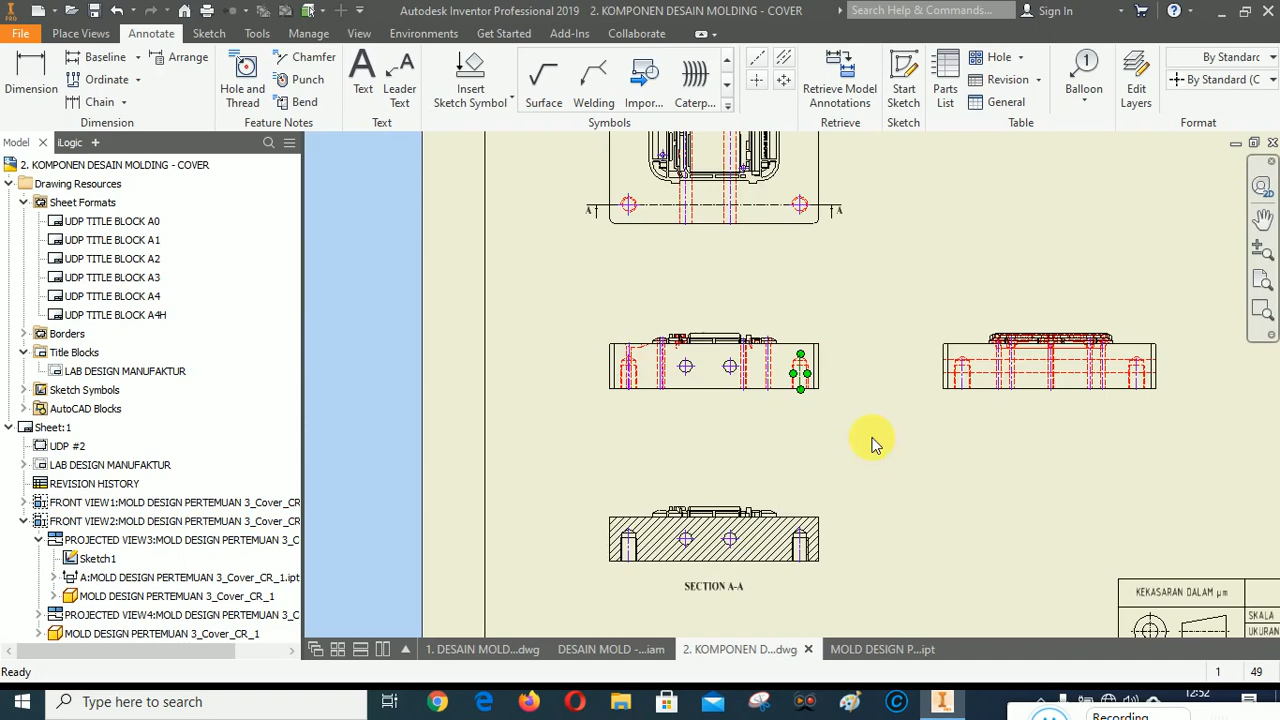 PRO
Autodesk Inventor Professional 2019
2. KOMPONEN DESAIN MOLDING - COVER
Search Help & Commands...
Sign In
File
Place Views
Annotate
Sketch
Tools
Manage
View
Environments
Get Started
Add-Ins
Collaborate
Dimension
Baseline
Ordinate
Chain
Arrange
Hole and
Thread
Chamfer
Punch
Bend
Text
Leader
Text
Insert
Sketch Symbol
Surface
Welding
Impor...
Caterp...
Retrieve Model
Annotations
Start
Sketch
Parts
List
Hole
Revision
General
1
Balloon
Edit
Layers
By Standarc
By Standard (C
Dimension
Feature Notes
Text
Symbols
Retrieve
Sketch
Table
Format
Model
iLogic
2. KOMPONEN DESAIN MOLDING - COVER
Drawing Resources
Sheet Formats
UDP TITLE BLOCK A0
UDP TITLE BLOCK A1
UDP TITLE BLOCK A2
UDP TITLE BLOCK A3
UDP TITLE BLOCK A4
UDP TITLE BLOCK A4H
Borders
Title Blocks
LAB DESIGN MANUFAKTUR
Sketch Symbols
AutoCAD Blocks
Sheet:1
UDP #2
LAB DESIGN MANUFAKTUR
REVISION HISTORY
FRONT VIEW1:MOLD DESIGN PERTEMUAN 3_Cover_CR
FRONT VIEW2:MOLD DESIGN PERTEMUAN 3_Cover_CR
PROJECTED VIEW3:MOLD DESIGN PERTEMUAN 3_C
Sketch1
A:MOLD DESIGN PERTEMUAN 3_Cover_CR_1.ipt
MOLD DESIGN PERTEMUAN 3_Cover_CR_1
PROJECTED VIEW4:MOLD DESIGN PERTEMUAN 3_C
MOLD DESIGN PERTEMUAN 3_Cover_CR_1
A
A
2D
SECTION A-A
KEKASARAN DALAM µm
SKALA
UKURAN
1. DESAIN MOLD...dwg
DESAIN MOLD -...iam
2. KOMPONEN D...dwg
MOLD DESIGN P...ipt
Ready
1
49
Type here to search
12:52
Recording